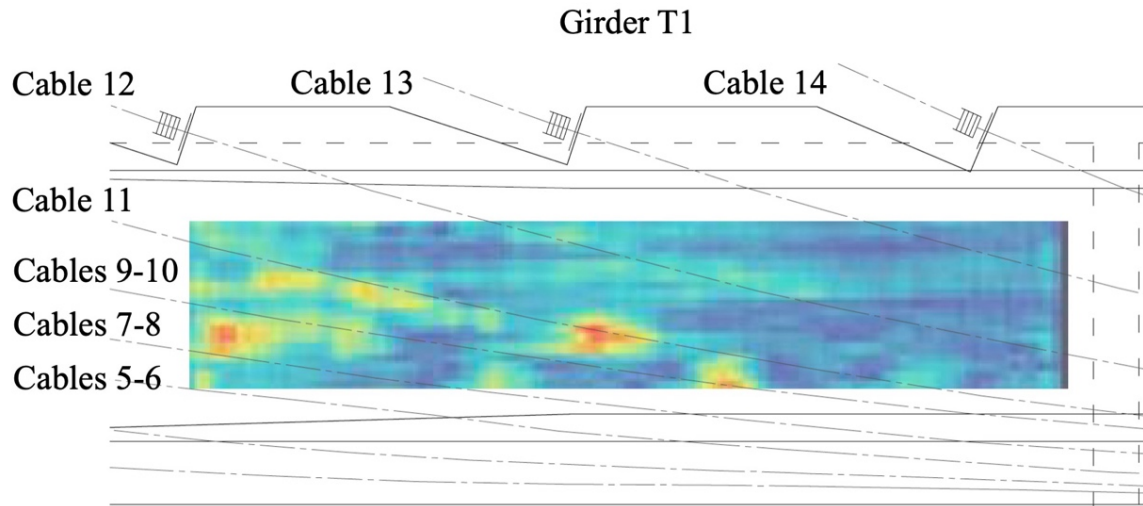 Girder T1
Cable 12
Cable 13
Cable 14
Cable 11
Cables 9-10
Cables 7-8
Cables 5-6